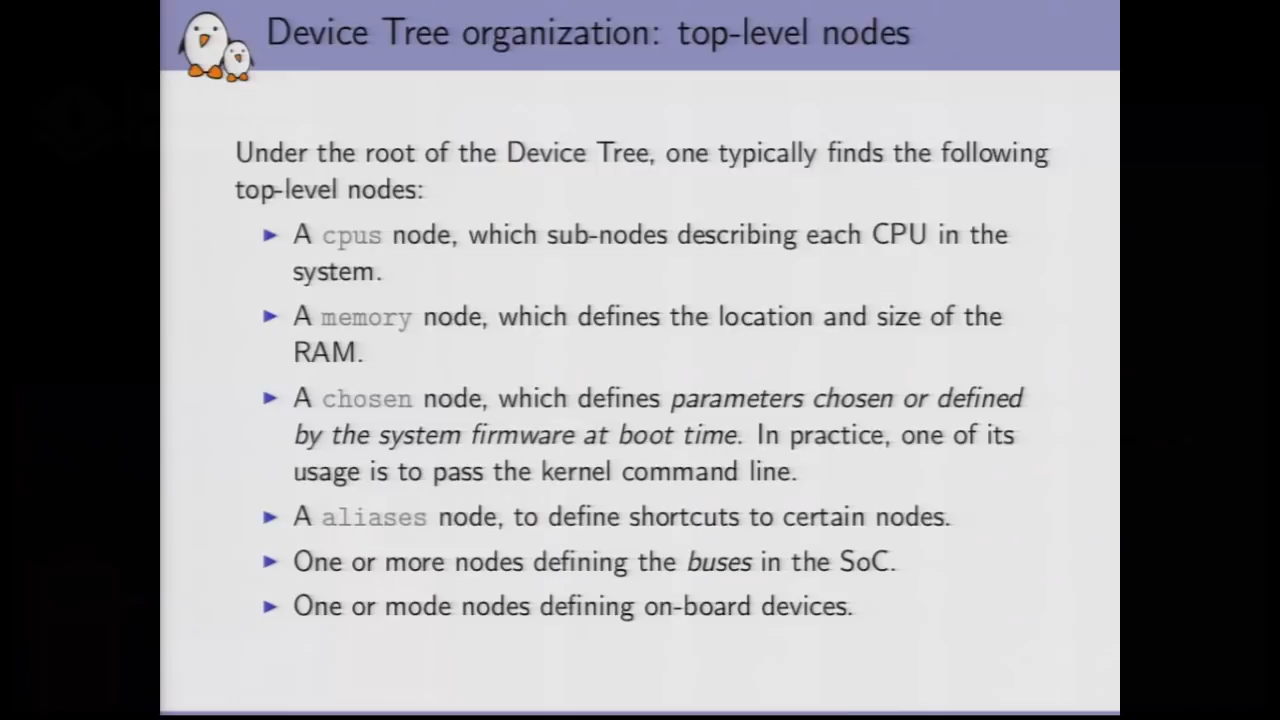 Device Tree organization: top-level nodes
Under the root of the Device Tree, one typically finds the following
top-level nodes:
▶ A cpus node, which sub-nodes describing each CPU in the
system.
▶ A memory node, which defines the location and size of the
RAM.
▶ A chosen node, which defines parameters chosen or defined
by the system firmware at boot time. In practice, one of its
usage is to pass the kernel command line.
▶ A aliases node, to define shortcuts to certain nodes.
▶ One or more nodes defining the buses in the SoC.
▶ One or mode nodes defining on-board devices.